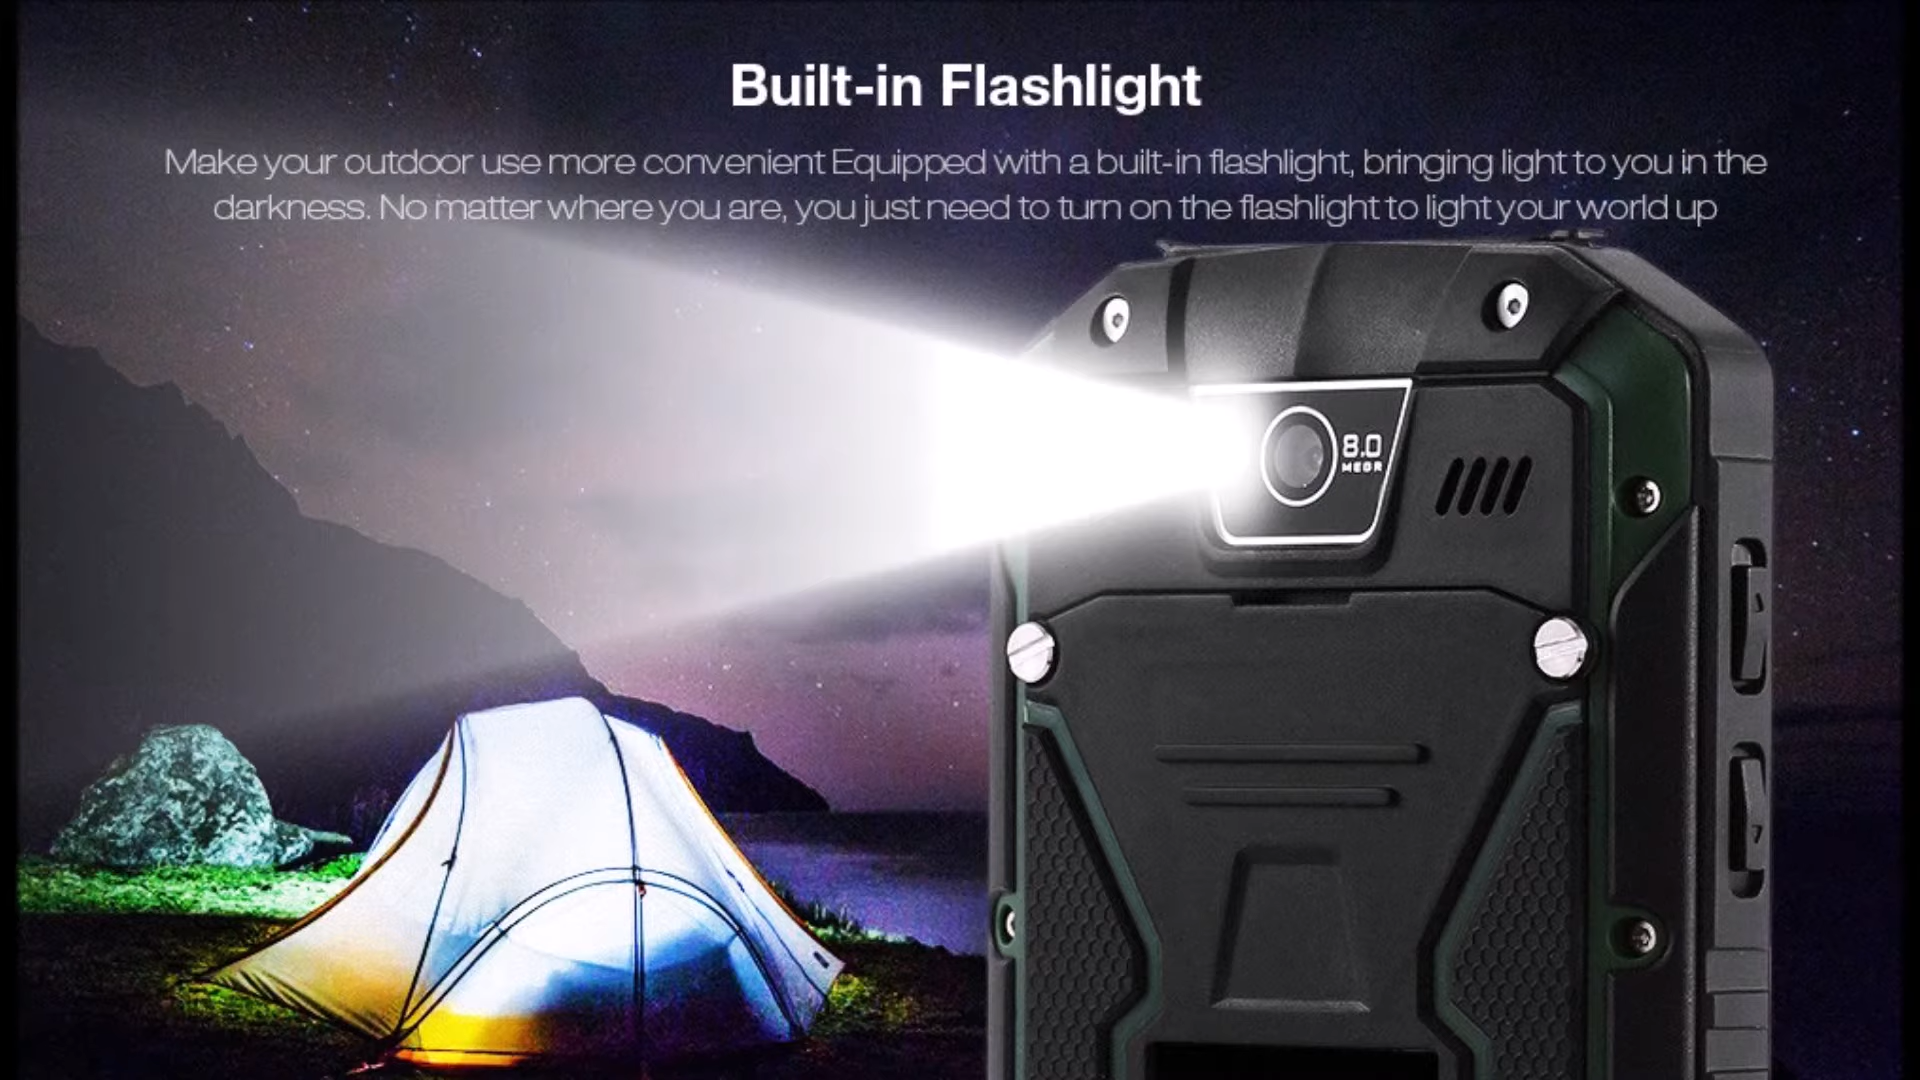 Built-in Flashlight
Make your outdoor use more convenient Equipped with a built-in flashlight, bringing light to you in the
darkness. No matter where you are, you just need to turn on the flashlight to light your world up
8.0
MEGA